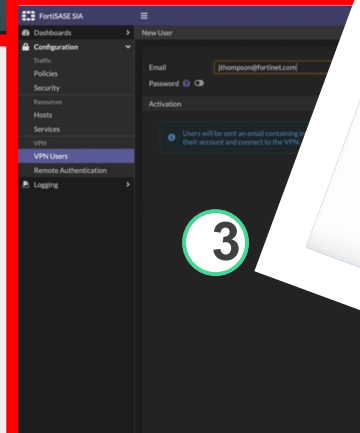 FortiSASE SIA
Dashboards
Configuration
Traffic
Policies
Security
Resources
Hosts
Services
VPN
VPN Users
Remote Authentication
Logging
New User
Email jthompson@fortinet.com
Password
Activation
Users will be sent an email containing
their account and connect to the VPN.
3